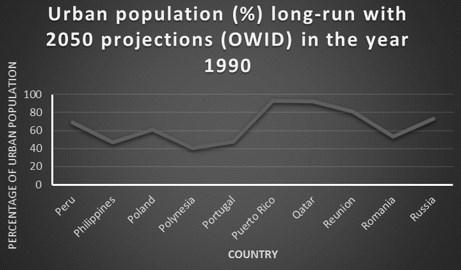 Urban population (%) long-run with
2050 projections (OWID) in the year
1990
PERCENTAGE OF URBAN POPULATION
100
80
60
40
20
0
Peru
Philippines
Poland
Polynesia
Portugal
Puerto Rico
Qatar
Reunion
Romania
Russia
COUNTRY